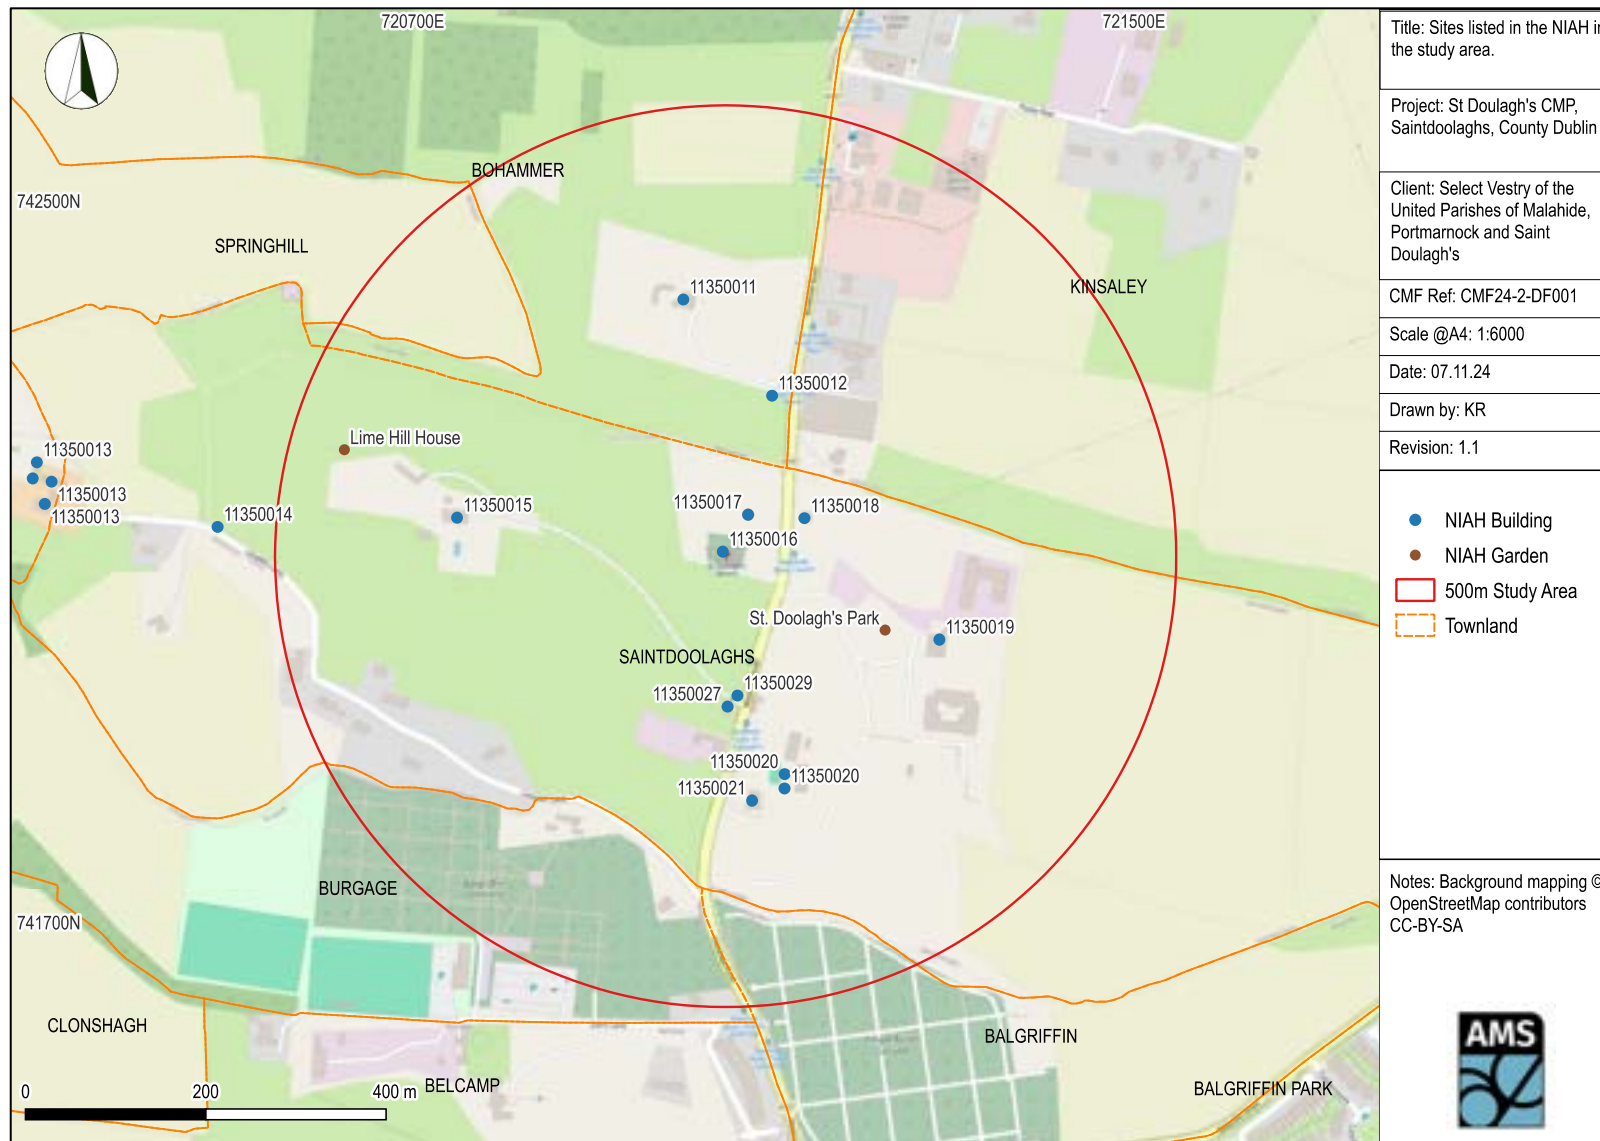 720700E
721500E
742500N
BOHAMMER
SPRINGHILL
KINSALEY
11350011
11350012
Lime Hill House
11350013
11350013
11350013
11350014
11350015
11350017
11350018
11350016
St. Doolagh's Park
11350019
SAINTDOOLAGHS
11350029
11350027
11350020
11350020
11350021
BURGAGE
741700N
CLONSHAGH
BALGRIFFIN
BELCAMP
BALGRIFFIN PARK
0 200 400 m
Title: Sites listed in the NIAH in
the study area.
Project: St Doulagh's CMP,
Saintdoolaghs, County Dublin
Client: Select Vestry of the
United Parishes of Malahide,
Portmarnock and Saint
Doulagh's
CMF Ref: CMF24-2-DF001
Scale @A4: 1:6000
Date: 07.11.24
Drawn by: KR
Revision: 1.1
NIAH Building
NIAH Garden
500m Study Area
Townland
Notes: Background mapping ©
OpenStreetMap contributors
CC-BY-SA
AMS